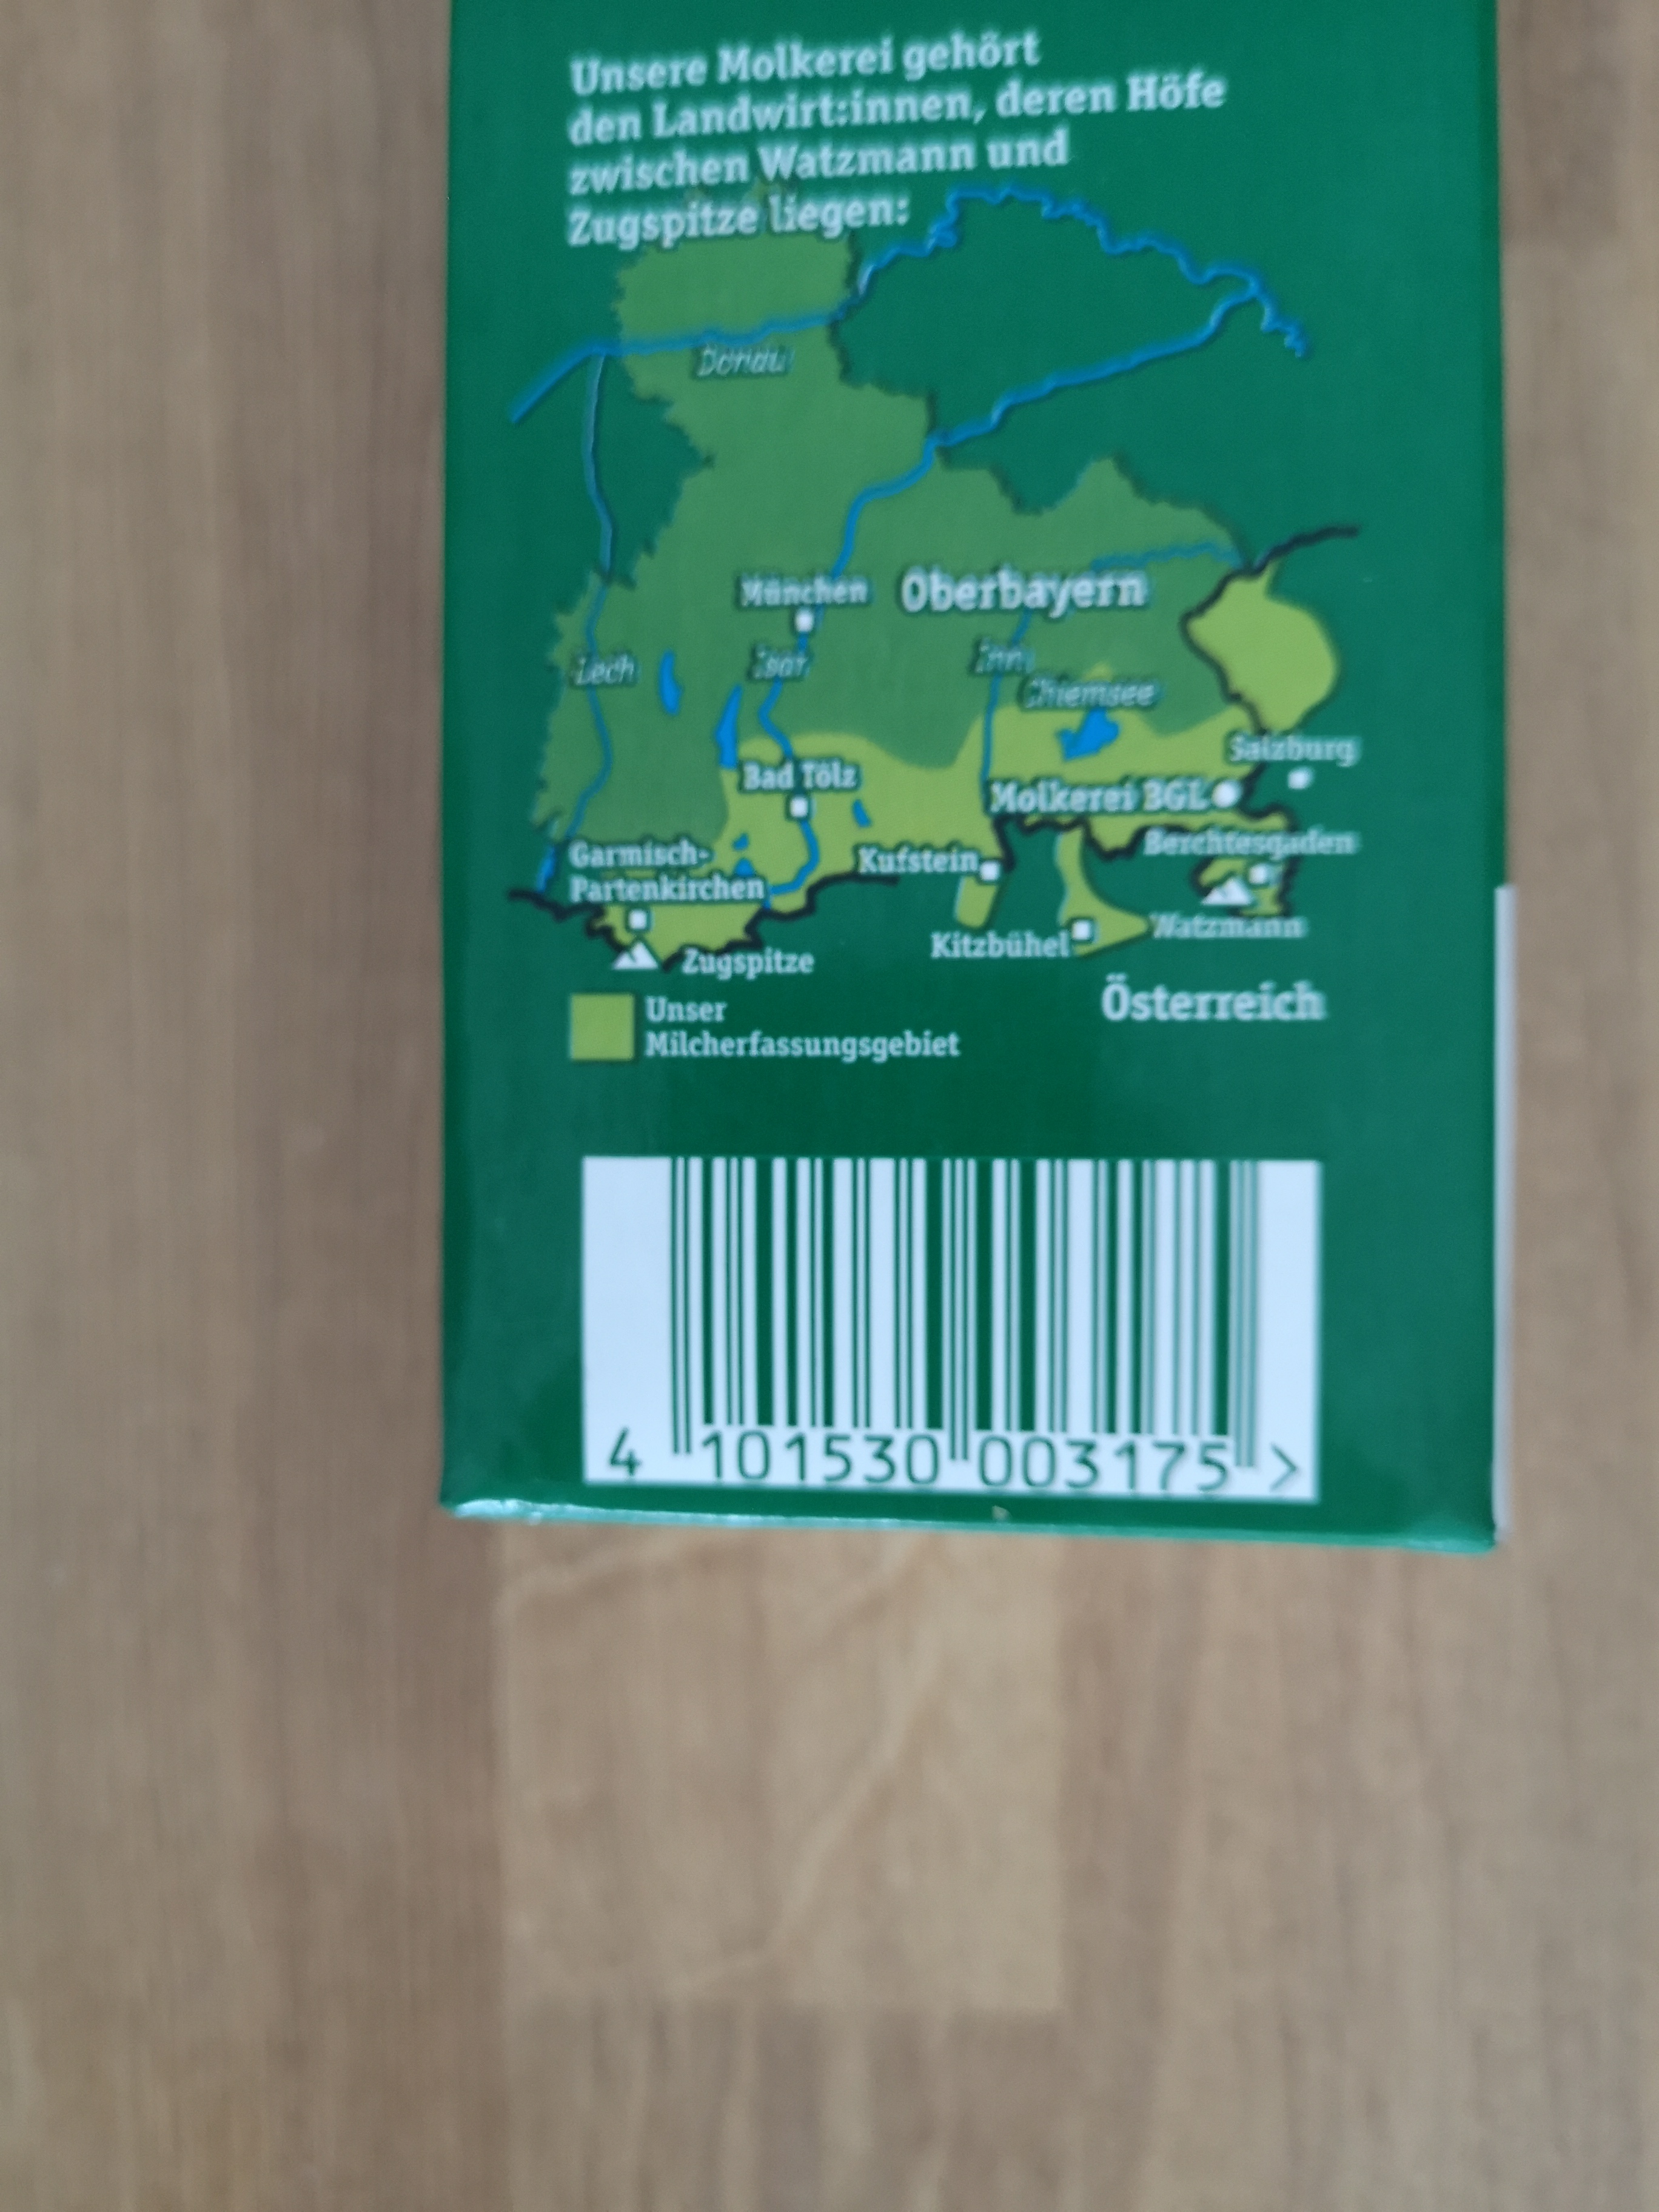 Unsere Molkerei gehört
den Landwirt:innen, deren Höfe
zwischen Watzmann und
Zugspitze liegen:
Donau
München
Oberbayern
Lech
Isar
Inn
Chiemsee
Salzburg
Bad Tölz
Molkerei BGL
Berchtesgaden
Garmisch-
Partenkirchen
Kufstein
Kitzbühel
Watzmann
Zugspitze
Österreich
Unser
Milcherfassungsgebiet
4 101530 003175 >